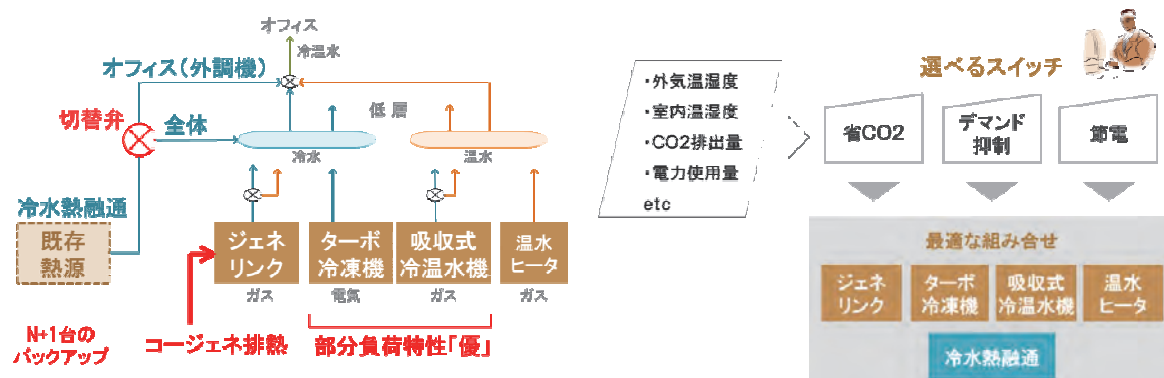 オフィス
冷温水
オフィス（外調機）
切替弁
全体
低層
冷水
温水
冷水熱融通
既存
熱源
ジェネ
リンク
ターボ
冷凍機
吸収式
冷温水機
温水
ヒータ
ガス
電気
ガス
ガス
N+1台の
バックアップ
コージェネ排熱
部分負荷特性「優」
・外気温湿度
・室内温湿度
・CO2排出量
・電力使用量
etc
選べるスイッチ
省CO2
デマンド
抑制
節電
最適な組み合せ
ジェネ
リンク
ターボ
冷凍機
吸収式
冷温水機
温水
ヒータ
冷水熱融通